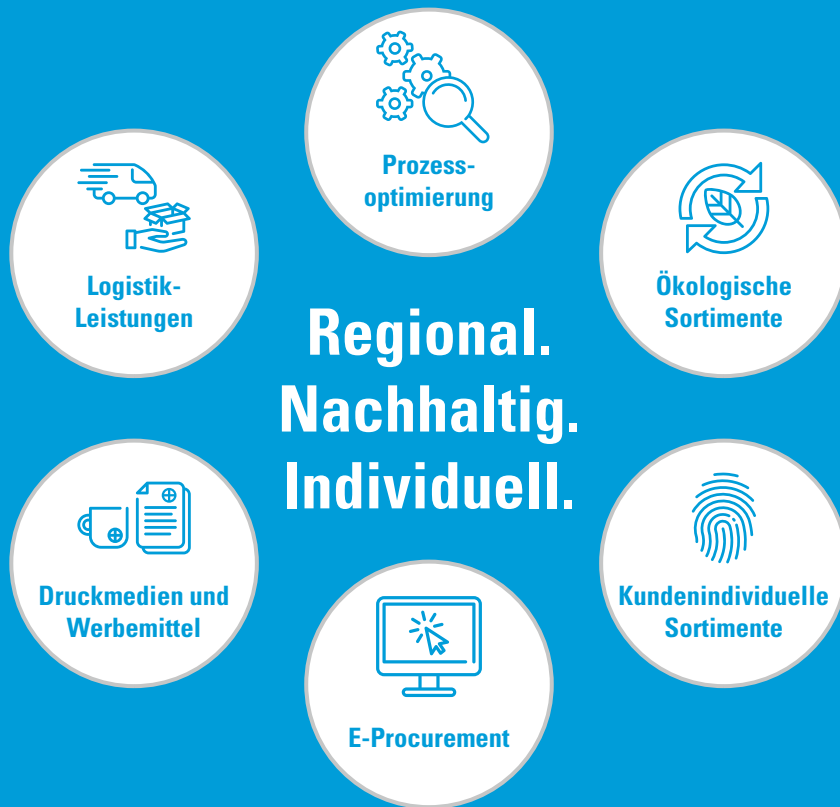 Prozess-
optimierung
Logistik-
Leistungen
Ökologische
Sortimente
Regional.
Nachhaltig.
Individuell.
Druckmedien und
Werbemittel
Kundenindividuelle
Sortimente
E-Procurement